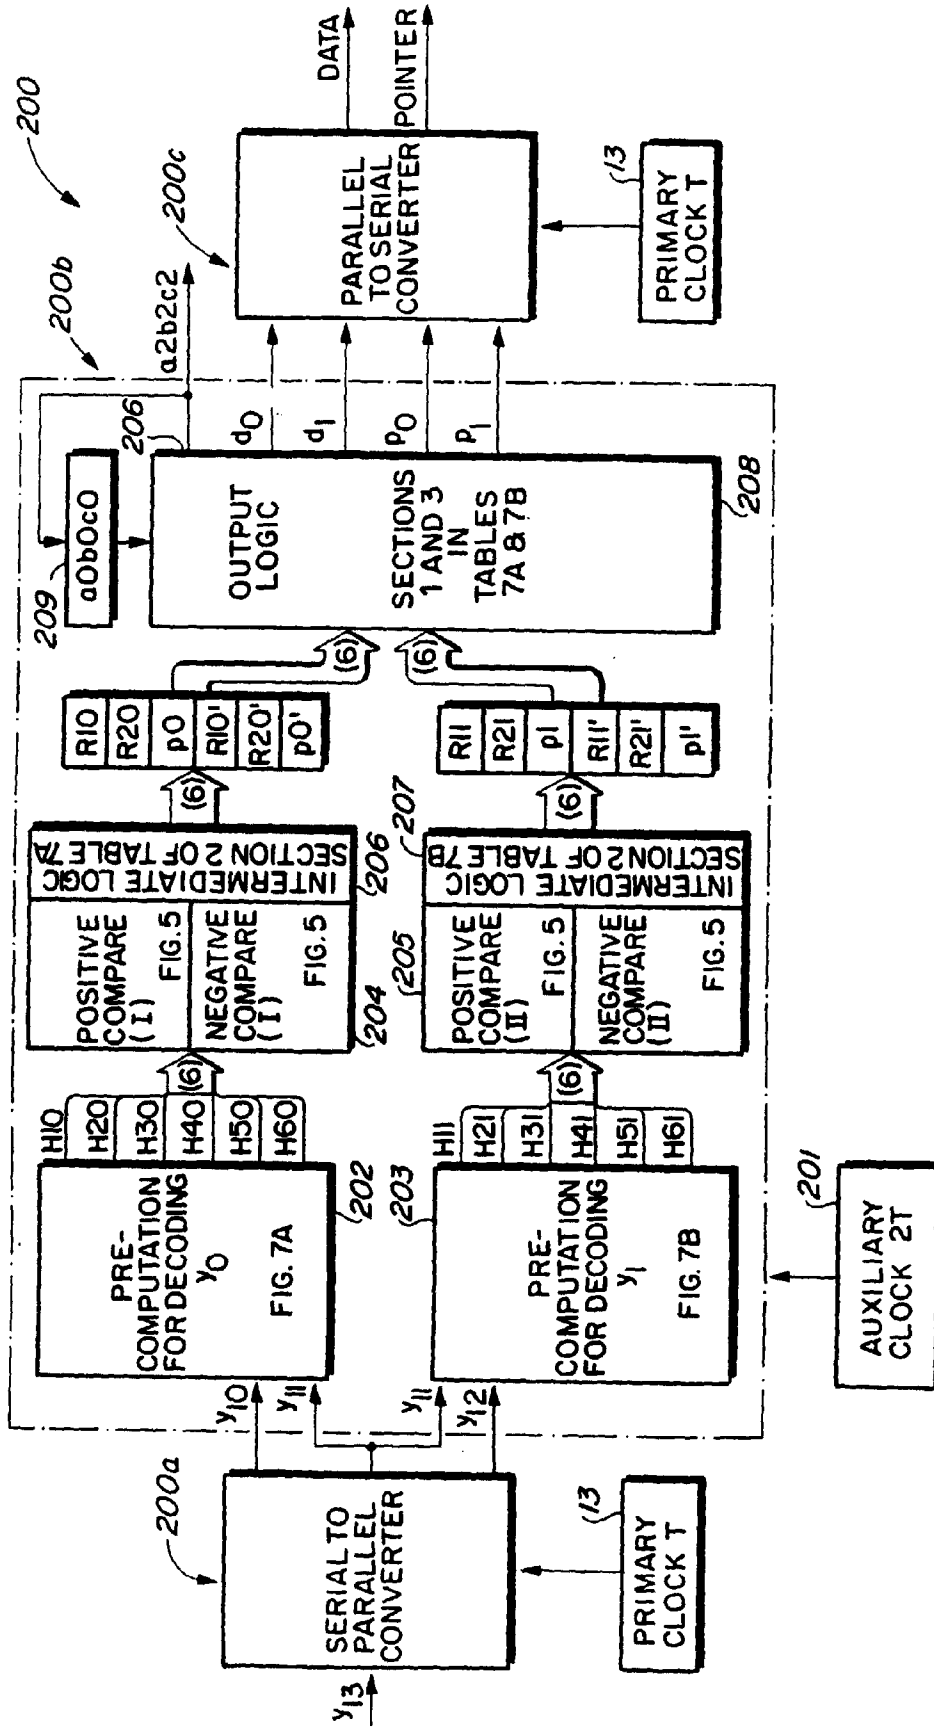 200
200a
200b
200c
y13
SERIAL TO
PARALLEL
CONVERTER
13
PRIMARY
CLOCK T
y10
y11
y11
y12
PRE-
COMPUTATION
FOR DECODING
y0
FIG. 7A
202
H10
H20
H30
H40
H50
H60
(6)
PRE-
COMPUTATION
FOR DECODING
y1
FIG. 7B
203
H11
H21
H31
H41
H51
H61
(6)
201
AUXILIARY
CLOCK 2T
POSITIVE
COMPARE
(I)
FIG. 5
NEGATIVE
COMPARE
(I)
FIG. 5
204
INTERMEDIATE LOGIC
SECTION 2 OF TABLE 7A
206
(6)
R10
R20
p0
R10'
R20'
p0'
(6)
205
POSITIVE
COMPARE
(II)
FIG. 5
NEGATIVE
COMPARE
(II)
FIG. 5
INTERMEDIATE LOGIC
SECTION 2 OF TABLE 7B
207
(6)
R11
R21
p1
R11'
R21'
p1'
(6)
209
a0b0c0
206
a2b2c2
OUTPUT
LOGIC
SECTIONS
1 AND 3
IN
TABLES
7A & 7B
208
d0
d1
P0
P1
PARALLEL
TO SERIAL
CONVERTER
DATA
POINTER
13
PRIMARY
CLOCK T